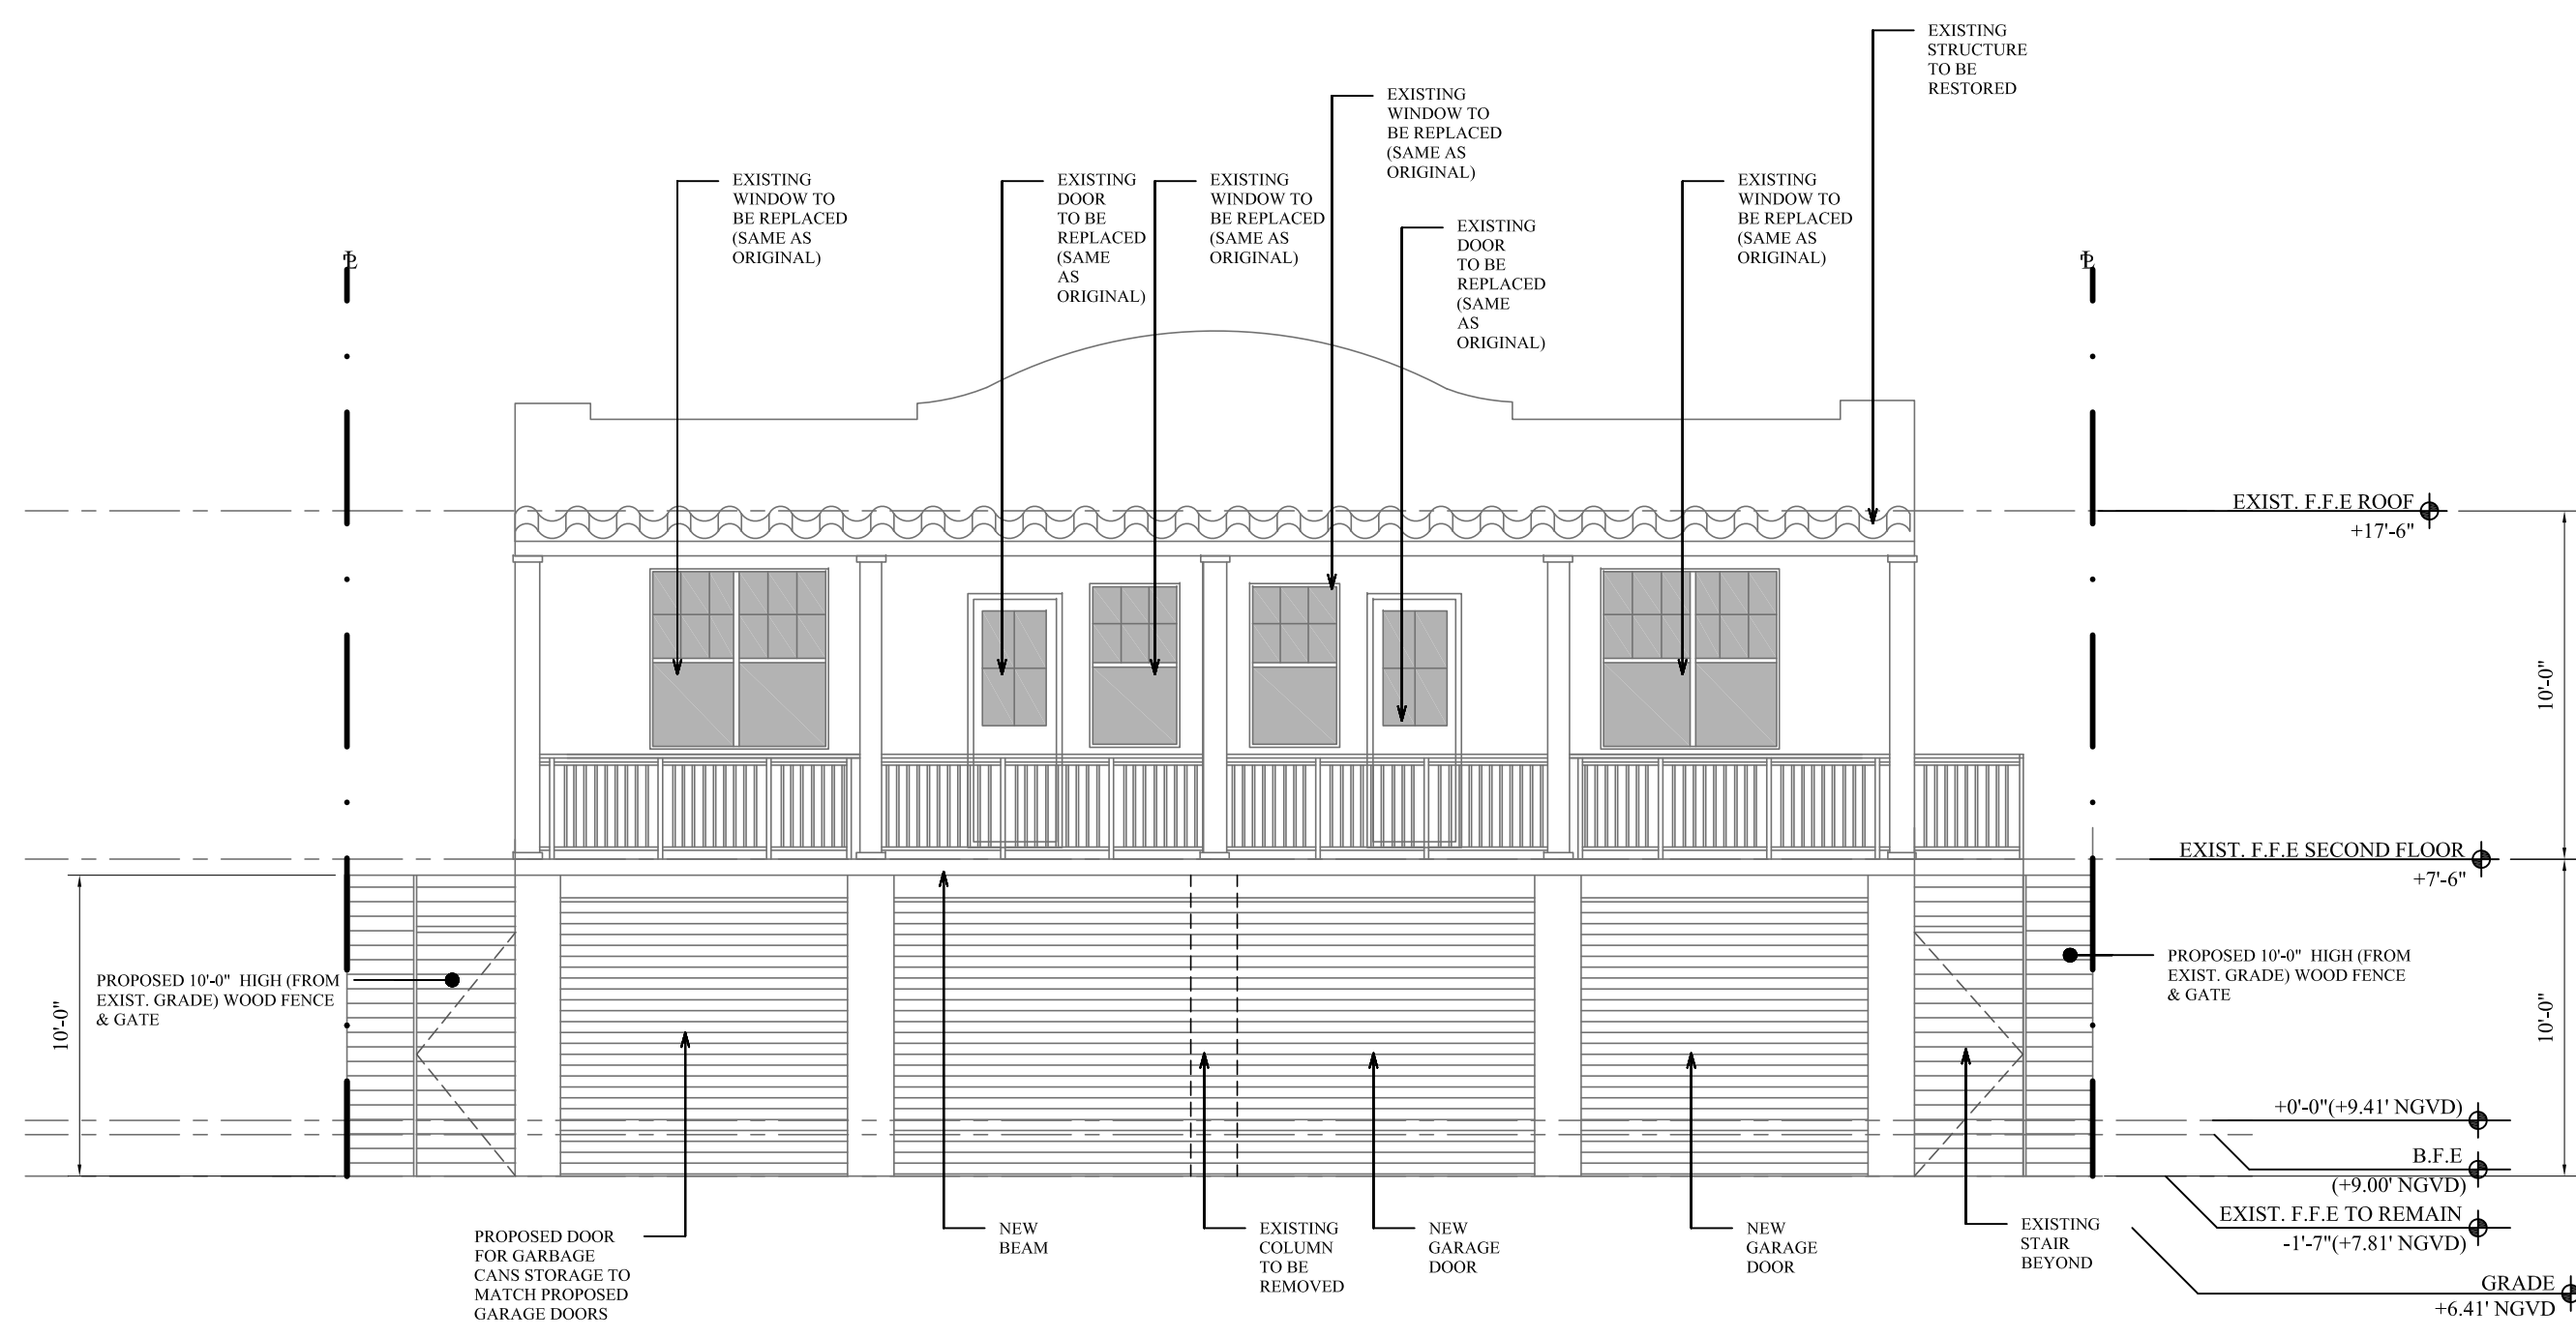 EXISTING
STRUCTURE
TO BE
RESTORED
EXISTING
WINDOW TO
BE REPLACED
(SAME AS
ORIGINAL)
EXISTING
WINDOW TO
BE REPLACED
(SAME AS
ORIGINAL)
EXISTING
DOOR
TO BE
REPLACED
(SAME
AS
ORIGINAL)
EXISTING
WINDOW TO
BE REPLACED
(SAME AS
ORIGINAL)
EXISTING
DOOR
TO BE
REPLACED
(SAME
AS
ORIGINAL)
EXISTING
WINDOW TO
BE REPLACED
(SAME AS
ORIGINAL)
PL
PL
EXIST. F.F.E ROOF
+17'-6"
10'-0"
EXIST. F.F.E SECOND FLOOR
+7'-6"
PROPOSED 10'-0" HIGH (FROM
EXIST. GRADE) WOOD FENCE
& GATE
10'-0"
PROPOSED 10'-0" HIGH (FROM
EXIST. GRADE) WOOD FENCE
& GATE
10'-0"
+0'-0"(+9.41' NGVD)
B.F.E
(+9.00' NGVD)
EXIST. F.F.E TO REMAIN
-1'-7"(+7.81' NGVD)
GRADE
+6.41' NGVD
PROPOSED DOOR
FOR GARBAGE
CANS STORAGE TO
MATCH PROPOSED
GARAGE DOORS
NEW
BEAM
EXISTING
COLUMN
TO BE
REMOVED
NEW
GARAGE
DOOR
NEW
GARAGE
DOOR
EXISTING
STAIR
BEYOND